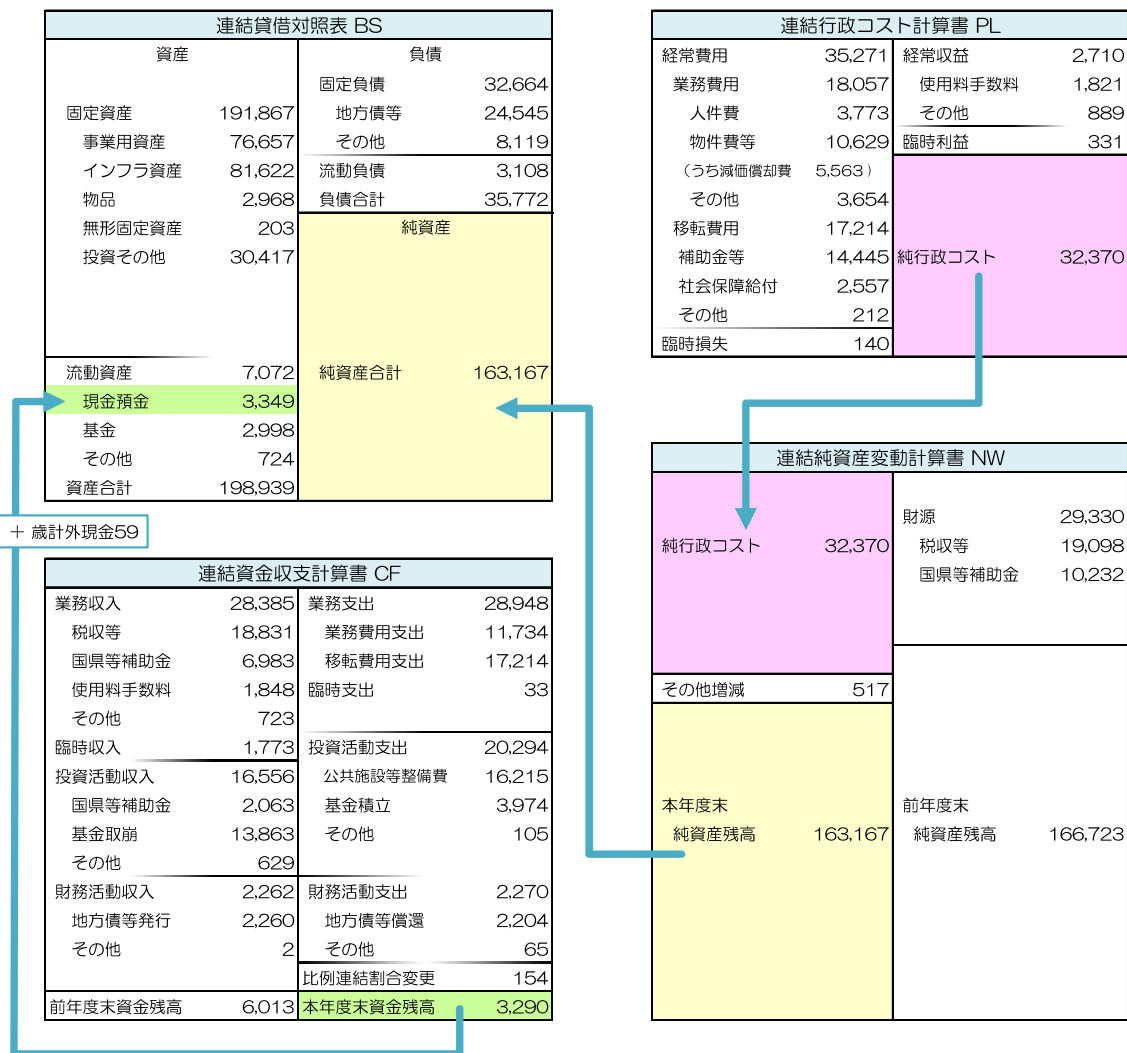 連結貸借対照表 BS
資産 負債
固定負債 32,664
固定資産 191,867 地方債等 24,545
事業用資産 76,657 その他 8,119
インフラ資産 81,622 流動負債 3,108
物品 2,968 負債合計 35,772
無形固定資産 203 純資産
投資その他 30,417
流動資産 7,072 純資産合計 163,167
現金預金 3,349
基金 2,998
その他 724
資産合計 198,939
+ 歳計外現金59
連結資金収支計算書 CF
業務収入 28,385 業務支出 28,948
税収等 18,831 業務費用支出 11,734
国県等補助金 6,983 移転費用支出 17,214
使用料手数料 1,848 臨時支出 33
その他 723
臨時収入 1,773 投資活動支出 20,294
投資活動収入 16,556 公共施設等整備費 16,215
国県等補助金 2,063 基金積立 3,974
基金取崩 13,863 その他 105
その他 629
財務活動収入 2,262 財務活動支出 2,270
地方債等発行 2,260 地方債等償還 2,204
その他 2 その他 65
比例連結割合変更 154
前年度末資金残高 6,013 本年度末資金残高 3,290
連結行政コスト計算書 PL
経常費用 35,271 経常収益 2,710
業務費用 18,057 使用料手数料 1,821
人件費 3,773 その他 889
物件費等 10,629 臨時利益 331
(うち減価償却費 5,563)
その他 3,654
移転費用 17,214
補助金等 14,445 純行政コスト 32,370
社会保障給付 2,557
その他 212
臨時損失 140
連結純資産変動計算書 NW
財源 29,330
純行政コスト 32,370 税収等 19,098
国県等補助金 10,232
その他増減 517
本年度末 前年度末
純資産残高 163,167 純資産残高 166,723